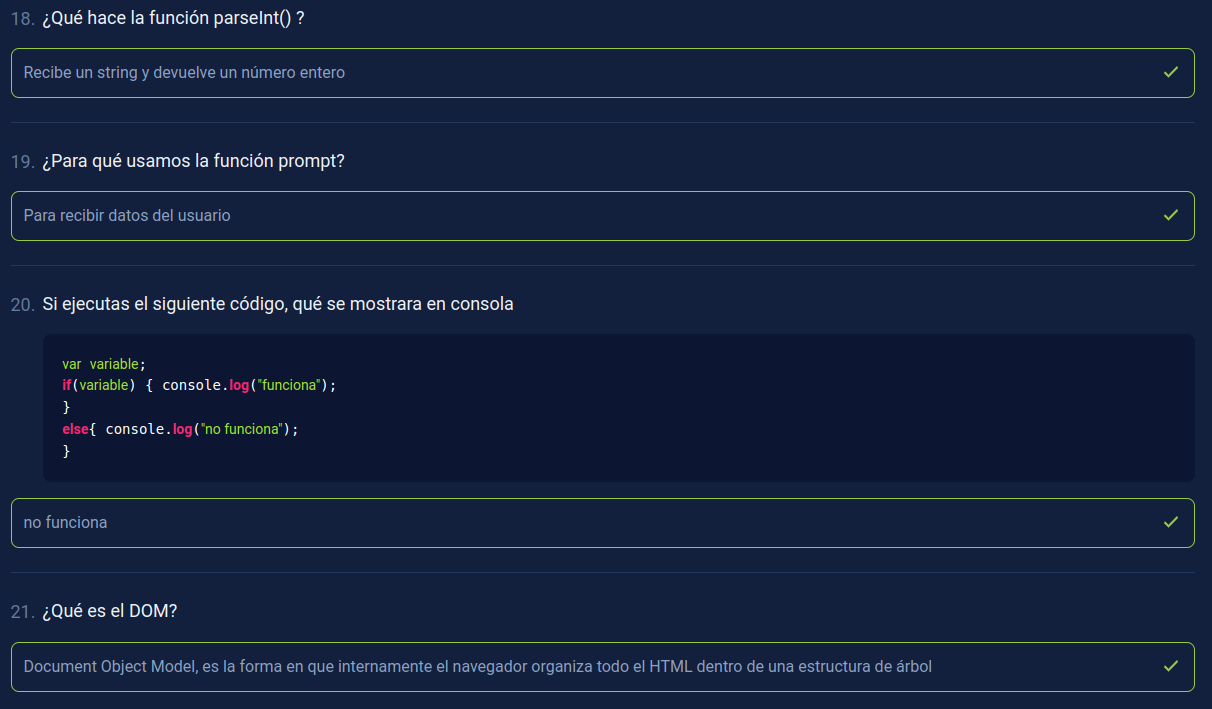 18. ¿Qué hace la función parseInt() ?
Recibe un string y devuelve un número entero
19. ¿Para qué usamos la función prompt?
Para recibir datos del usuario
20. Si ejecutas el siguiente código, qué se mostrara en consola
var variable;
if(variable) { console.log("funciona");
}
else{ console.log("no funciona");
}
no funciona
21. ¿Qué es el DOM?
Document Object Model, es la forma en que internamente el navegador organiza todo el HTML dentro de una estructura de árbol